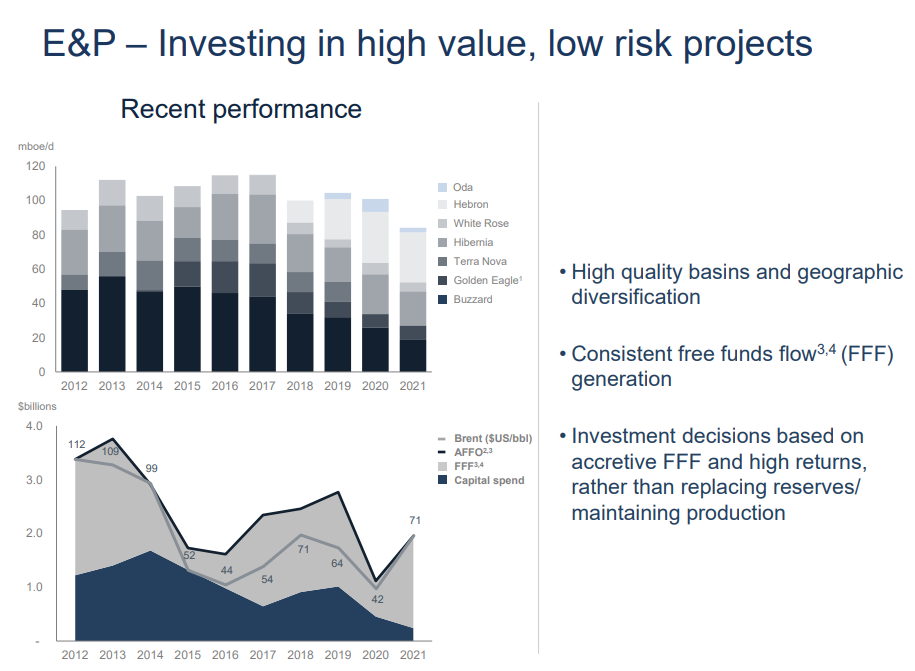 E&P – Investing in high value, low risk projects
Recent performance
mboe/d
120
100
80
60
40
20
0
2012 2013 2014 2015 2016 2017 2018 2019 2020 2021
Oda
Hebron
White Rose
Hibernia
Terra Nova
Golden Eagle¹
Buzzard
$billions
4.0
3.0
2.0
1.0
-
112
109
99
52
44
54
71
64
42
71
2012 2013 2014 2015 2016 2017 2018 2019 2020 2021
Brent ($US/bbl)
AFFO²,³
FFF³,⁴
Capital spend
• High quality basins and geographic
diversification
• Consistent free funds flow³,⁴ (FFF)
generation
• Investment decisions based on
accretive FFF and high returns,
rather than replacing reserves/
maintaining production